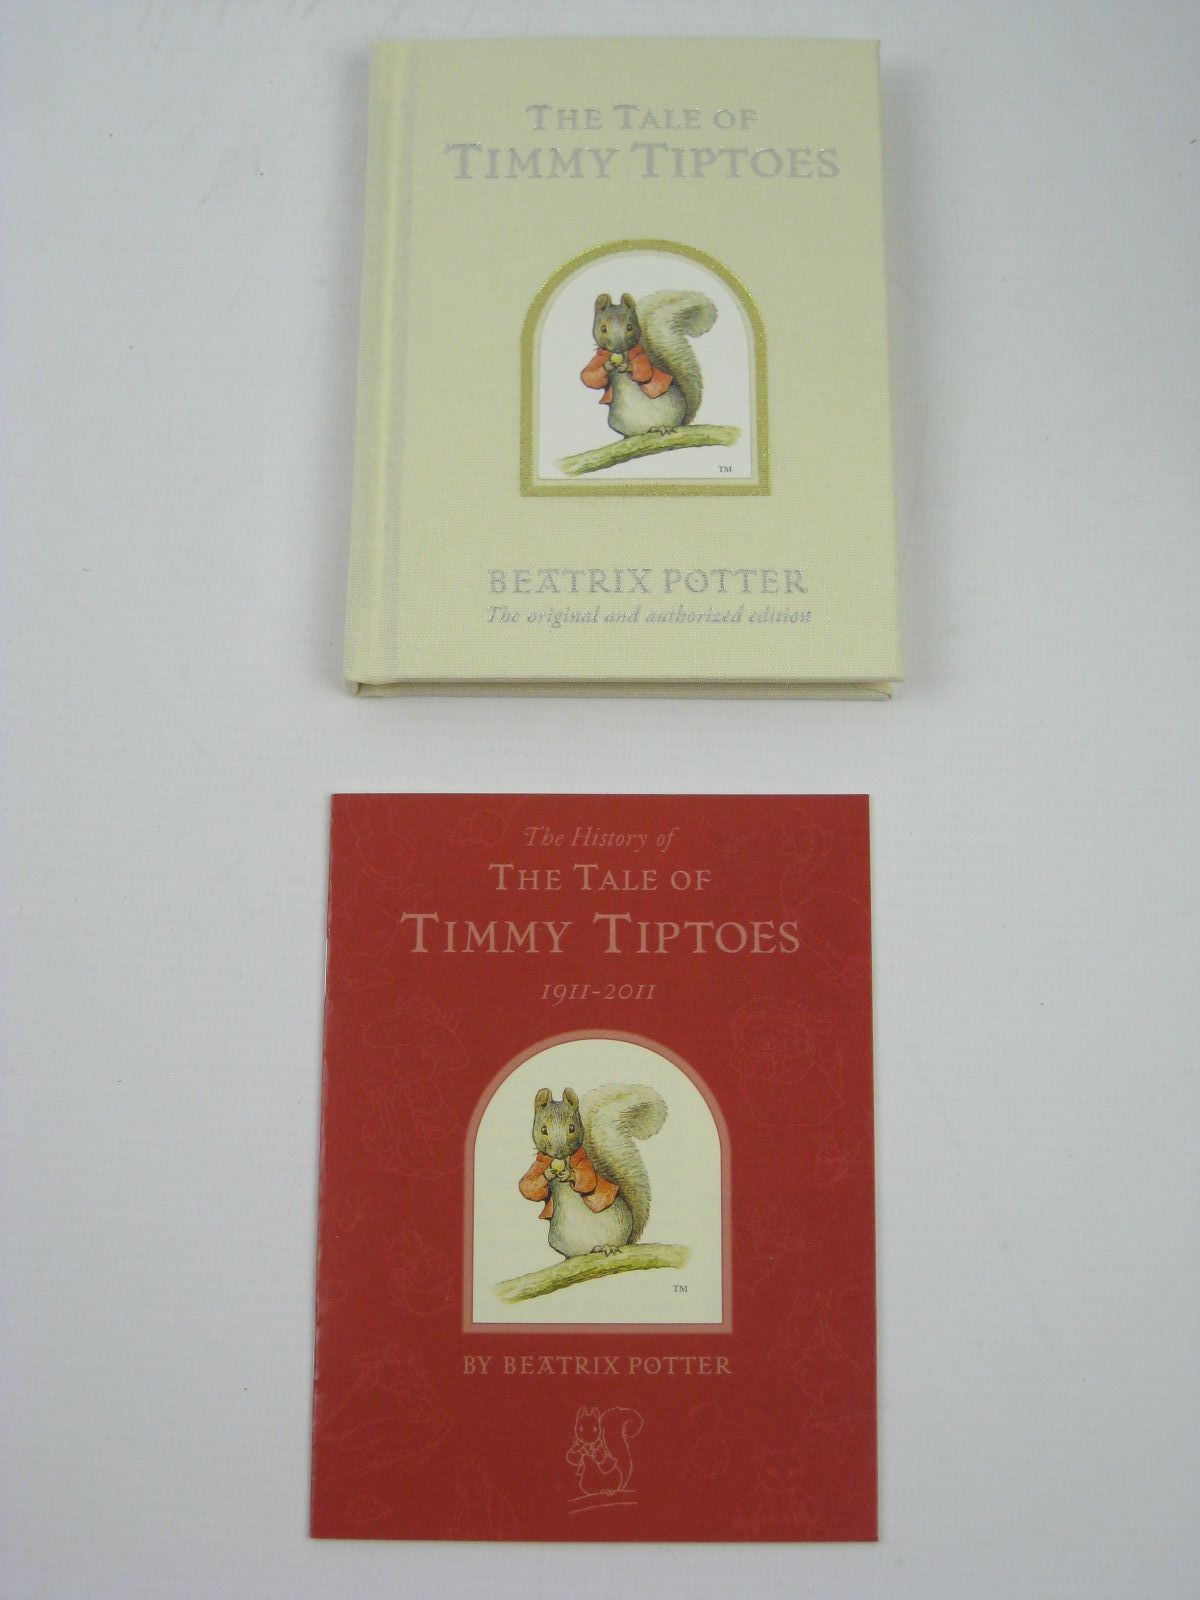 THE TALE OF
TIMMY TIPTOES
TM
BEATRIX POTTER
The original and authorized edition
The History of
THE TALE OF
TIMMY TIPTOES
1911-2011
TM
BY BEATRIX POTTER